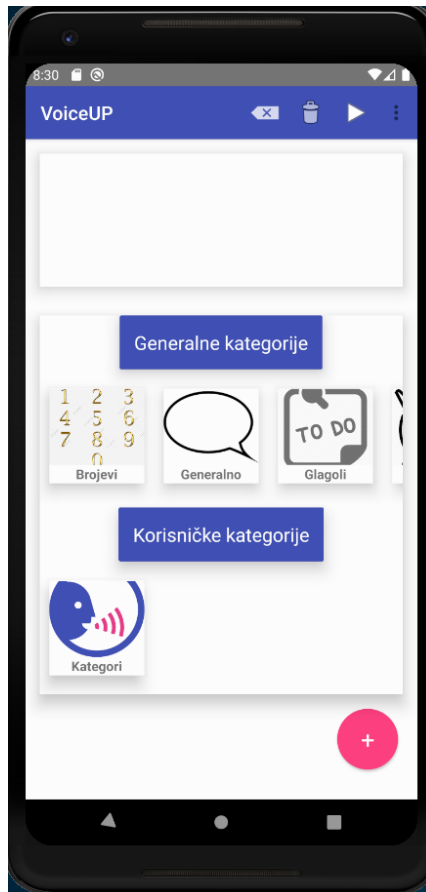 8:30
VoiceUP
Generalne kategorije
1 2 3
4 5 6
7 8 9
0
TO DO
Brojevi
Generalno
Glagoli
Korisničke kategorije
Kategori
+